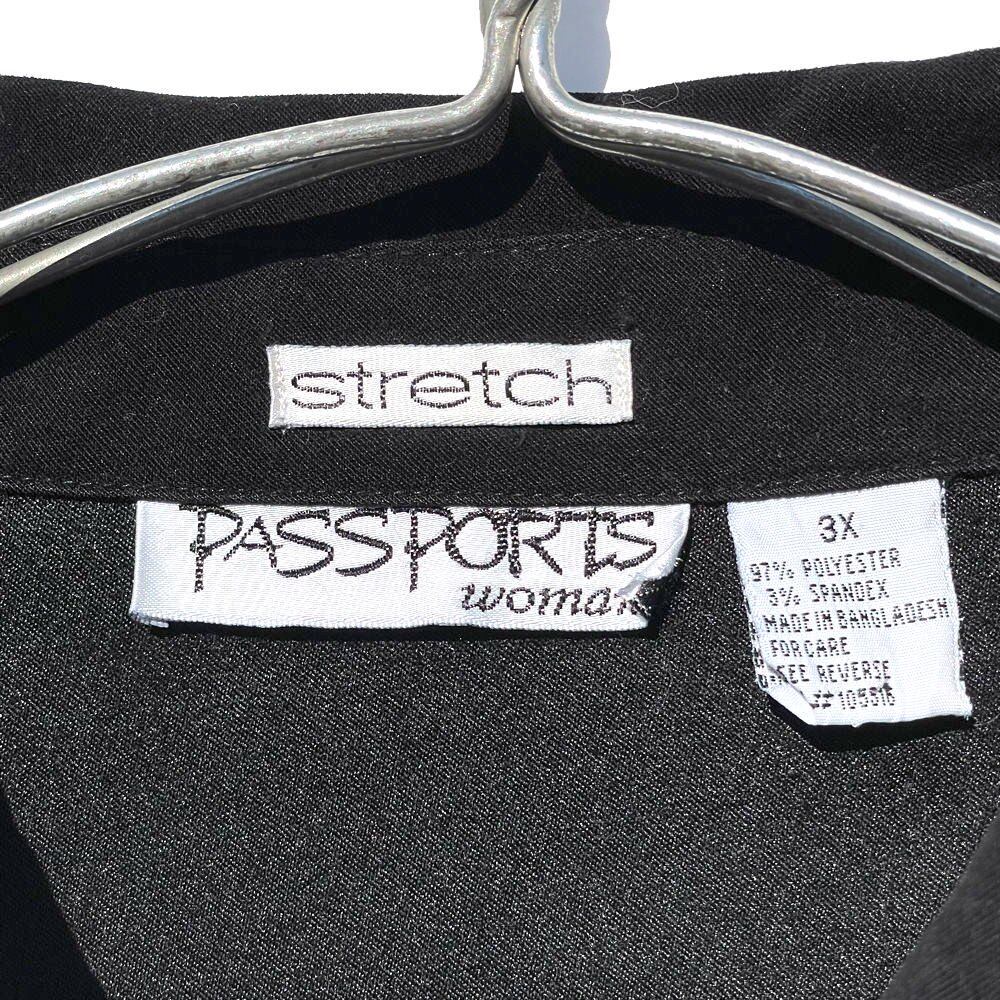 stretch
PASSPORTS
woman
3X
97% POLYESTER
3% SPANDEX
MADE IN BANGLADESH
FOR CARE
SEE REVERSE